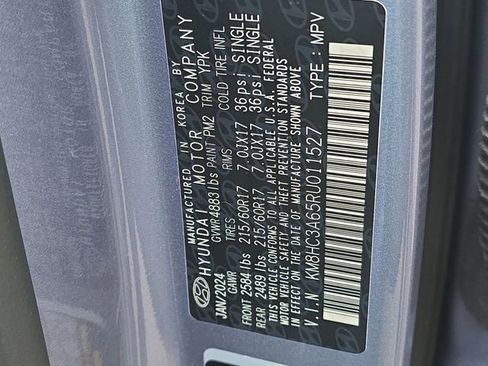 MANUFACTURED IN KOREA BY
HYUNDAI MOTOR COMPANY
JAN/2024 GVWR 4883 lbs PAINT PM2 TRIM YPK
GAWR TIRES RIMS COLD TIRE INFL
FRONT 2584 lbs 215/60R17 7.0JX17 36psi SINGLE
REAR 2489 lbs 215/60R17 7.0JX17 36psi SINGLE
THIS VEHICLE CONFORMS TO ALL APPLICABLE U.S.A. FEDERAL
MOTOR VEHICLE SAFETY AND THEFT PREVENTION STANDARDS
IN EFFECT ON THE DATE OF MANUFACTURE SHOWN ABOVE.
V.I.N : KM8HC3A65RU011527 TYPE : MPV